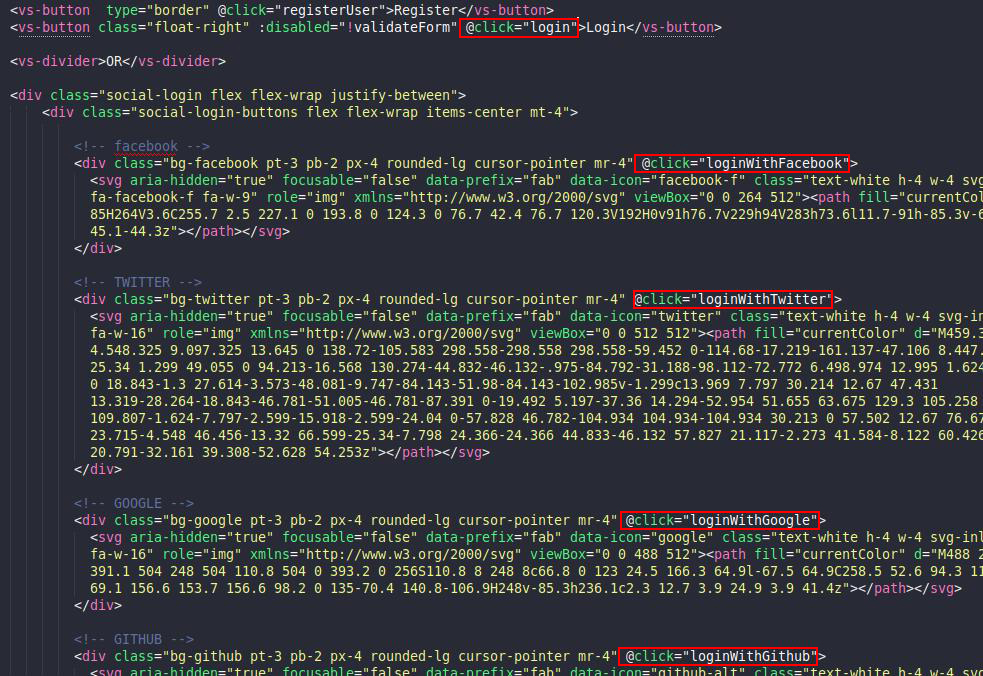 <vs-button  type="border" @click="registerUser">Register</vs-button>
<vs-button class="float-right" :disabled="!validateForm" @click="login">Login</vs-button>
<vs-divider>OR</vs-divider>
<div class="social-login flex flex-wrap justify-between">
<div class="social-login-buttons flex flex-wrap items-center mt-4">
<!-- facebook -->
<div class="bg-facebook pt-3 pb-2 px-4 rounded-lg cursor-pointer mr-4" @click="loginWithFacebook">
<svg aria-hidden="true" focusable="false" data-prefix="fab" data-icon="facebook-f" class="text-white h-4 w-4 svg
fa-facebook-f fa-w-9" role="img" xmlns="http://www.w3.org/2000/svg" viewBox="0 0 264 512"><path fill="currentCol
85H264V3.6C255.7 2.5 227.1 0 193.8 0 124.3 0 76.7 42.4 76.7 120.3V192H0v91h76.7v229h94V283h73.6l11.7-91h-85.3v-6
45.1-44.3z"></path></svg>
</div>
<!-- TWITTER -->
<div class="bg-twitter pt-3 pb-2 px-4 rounded-lg cursor-pointer mr-4" @click="loginWithTwitter">
<svg aria-hidden="true" focusable="false" data-prefix="fab" data-icon="twitter" class="text-white h-4 w-4 svg-in
fa-w-16" role="img" xmlns="http://www.w3.org/2000/svg" viewBox="0 0 512 512"><path fill="currentColor" d="M459.3
4.548.325 9.097.325 13.645 0 138.72-105.583 298.558-298.558 298.558-59.452 0-114.68-17.219-161.137-47.106 8.447.
25.34 1.299 49.055 0 94.213-16.568 130.274-44.832-46.132-.975-84.792-31.188-98.112-72.772 6.498.974 12.995 1.624
0 18.843-1.3 27.614-3.573-48.081-9.747-84.143-51.98-84.143-102.985v-1.299c13.969 7.797 30.214 12.67 47.431
13.319-28.264-18.843-46.781-51.005-46.781-87.391 0-19.492 5.197-37.36 14.294-52.954 51.655 63.675 129.3 105.258
109.807-1.624-7.797-2.599-15.918-2.599-24.04 0-57.828 46.782-104.934 104.934-104.934 30.213 0 57.502 12.67 76.67
23.715-4.548 46.456-13.32 66.599-25.34-7.798 24.366-24.366 44.833-46.132 57.827 21.117-2.273 41.584-8.122 60.426
20.791-32.161 39.308-52.628 54.253z"></path></svg>
</div>
<!-- GOOGLE -->
<div class="bg-google pt-3 pb-2 px-4 rounded-lg cursor-pointer mr-4" @click="loginWithGoogle">
<svg aria-hidden="true" focusable="false" data-prefix="fab" data-icon="google" class="text-white h-4 w-4 svg-inl
fa-w-16" role="img" xmlns="http://www.w3.org/2000/svg" viewBox="0 0 488 512"><path fill="currentColor" d="M488 2
391.1 504 248 504 110.8 504 0 393.2 0 256S110.8 8 248 8c66.8 0 123 24.5 166.3 64.9l-67.5 64.9C258.5 52.6 94.3 11
69.1 156.6 153.7 156.6 98.2 0 135-70.4 140.8-106.9H248v-85.3h236.1c2.3 12.7 3.9 24.9 3.9 41.4z"></path></svg>
</div>
<!-- GITHUB -->
<div class="bg-github pt-3 pb-2 px-4 rounded-lg cursor-pointer mr-4" @click="loginWithGithub">
<svg aria-hidden="true" focusable="false" data-prefix="fab" data-icon="github-alt" class="text-white h-4 w-4 svg